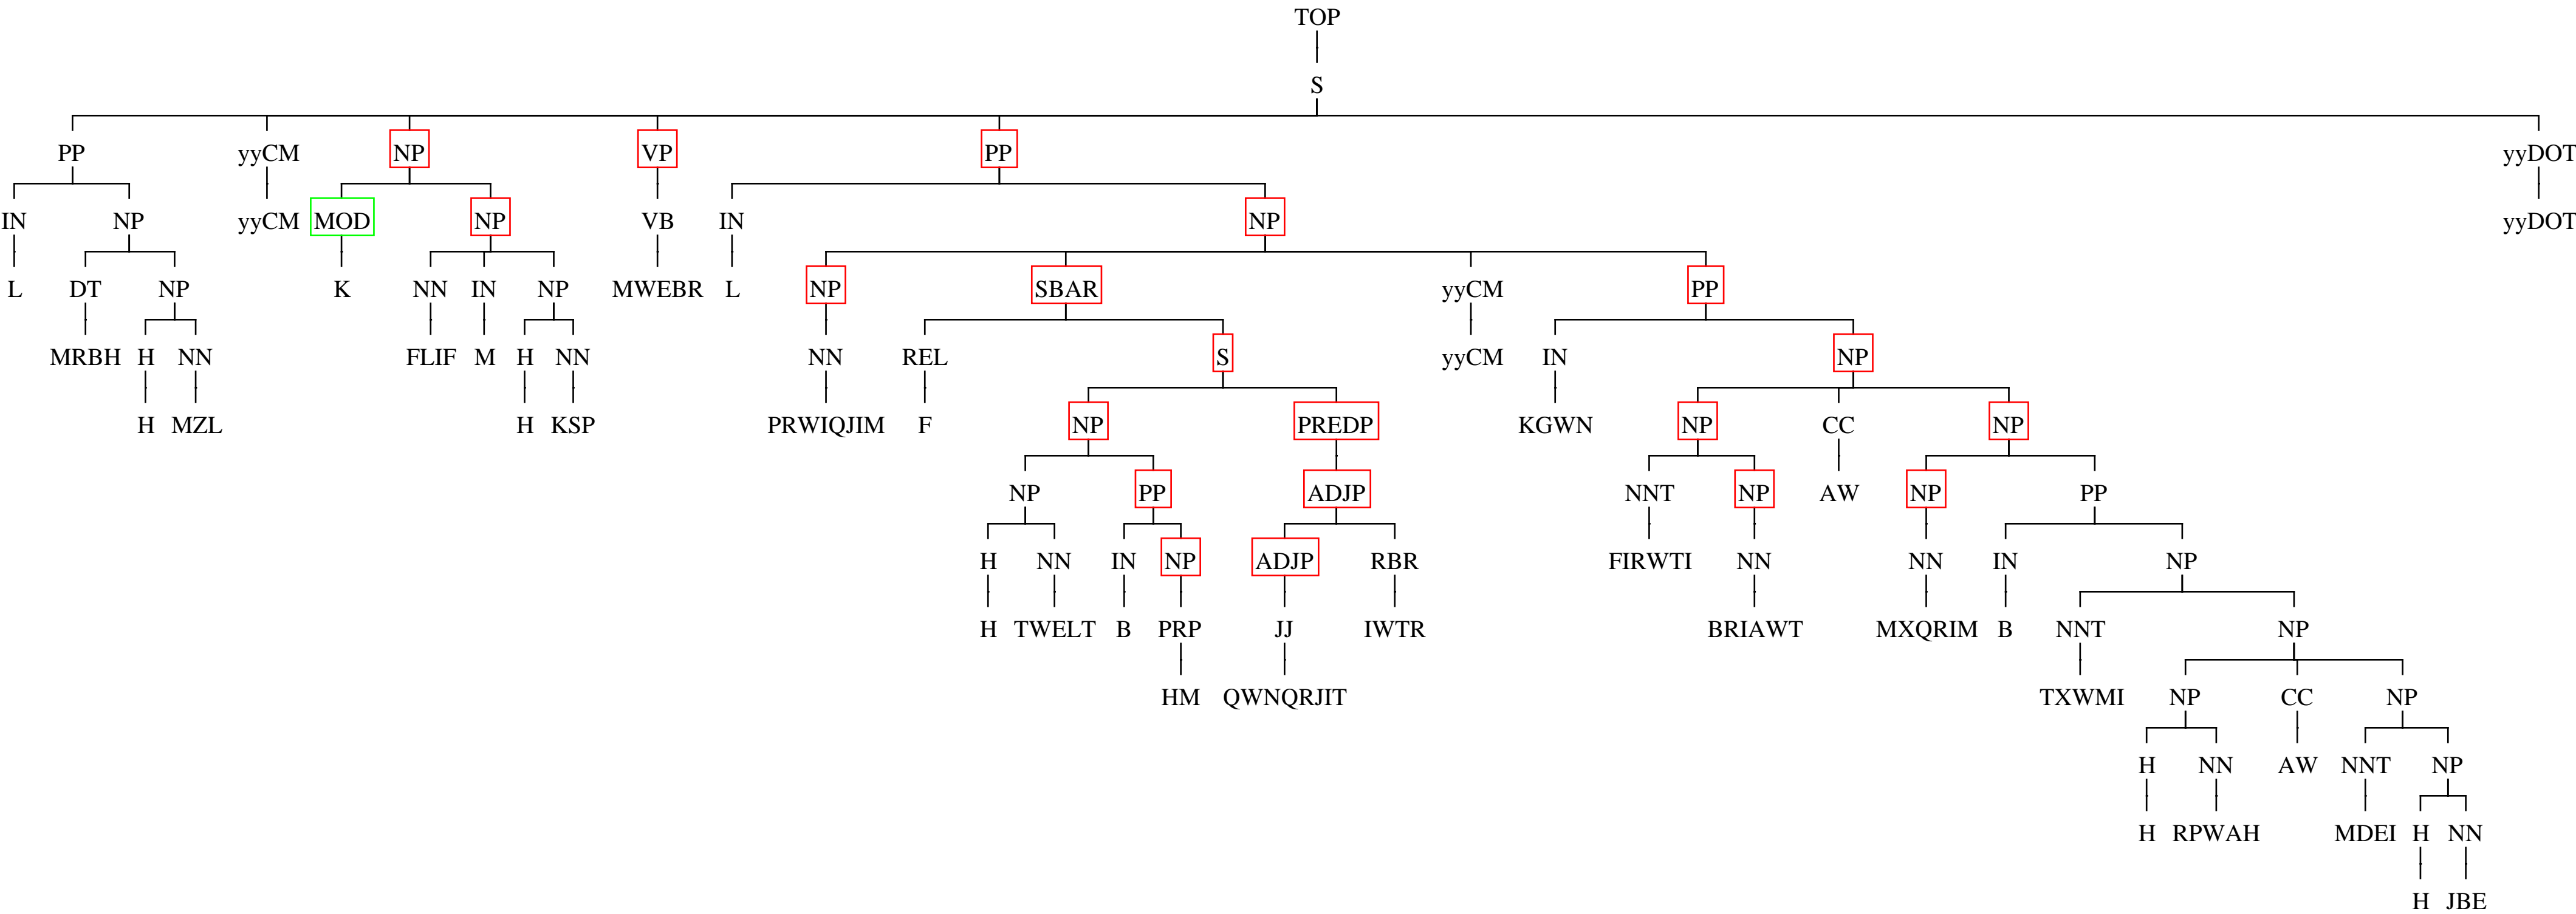 TOP
S
PP yyCM NP VP PP yyDOT
IN NP yyCM MOD NP VB IN NP yyDOT
L DT NP K NN IN NP MWEBR L NP SBAR yyCM PP
MRBH H NN FLIF M H NN NN REL S yyCM IN NP
H MZL H KSP PRWIQJIM F NP PREDP KGWN NP CC NP
NP PP ADJP NNT NP AW NP PP
H NN IN NP ADJP RBR FIRWTI NN NN IN NP
H TWELT B PRP JJ IWTR BRIAWT MXQRIM B NNT NP
HM QWNQRJIT TXWMI NP CC NP
H NN AW NNT NP
H RPWAH MDEI H NN
H JBE